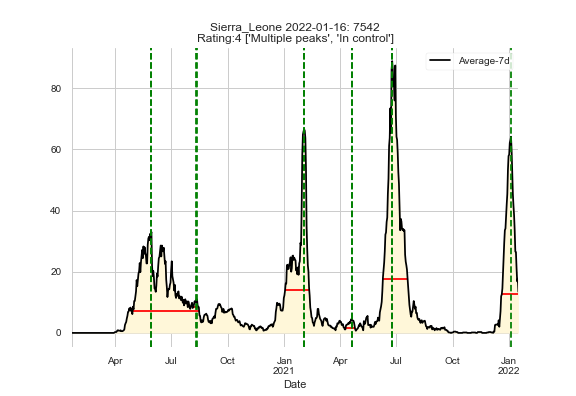 Sierra_Leone 2022-01-16: 7542
Rating:4 ['Multiple peaks', 'In control']
Average-7d
80
60
40
20
0
Apr
Jul
Oct
Jan
2021
Apr
Jul
Oct
Jan
2022
Date